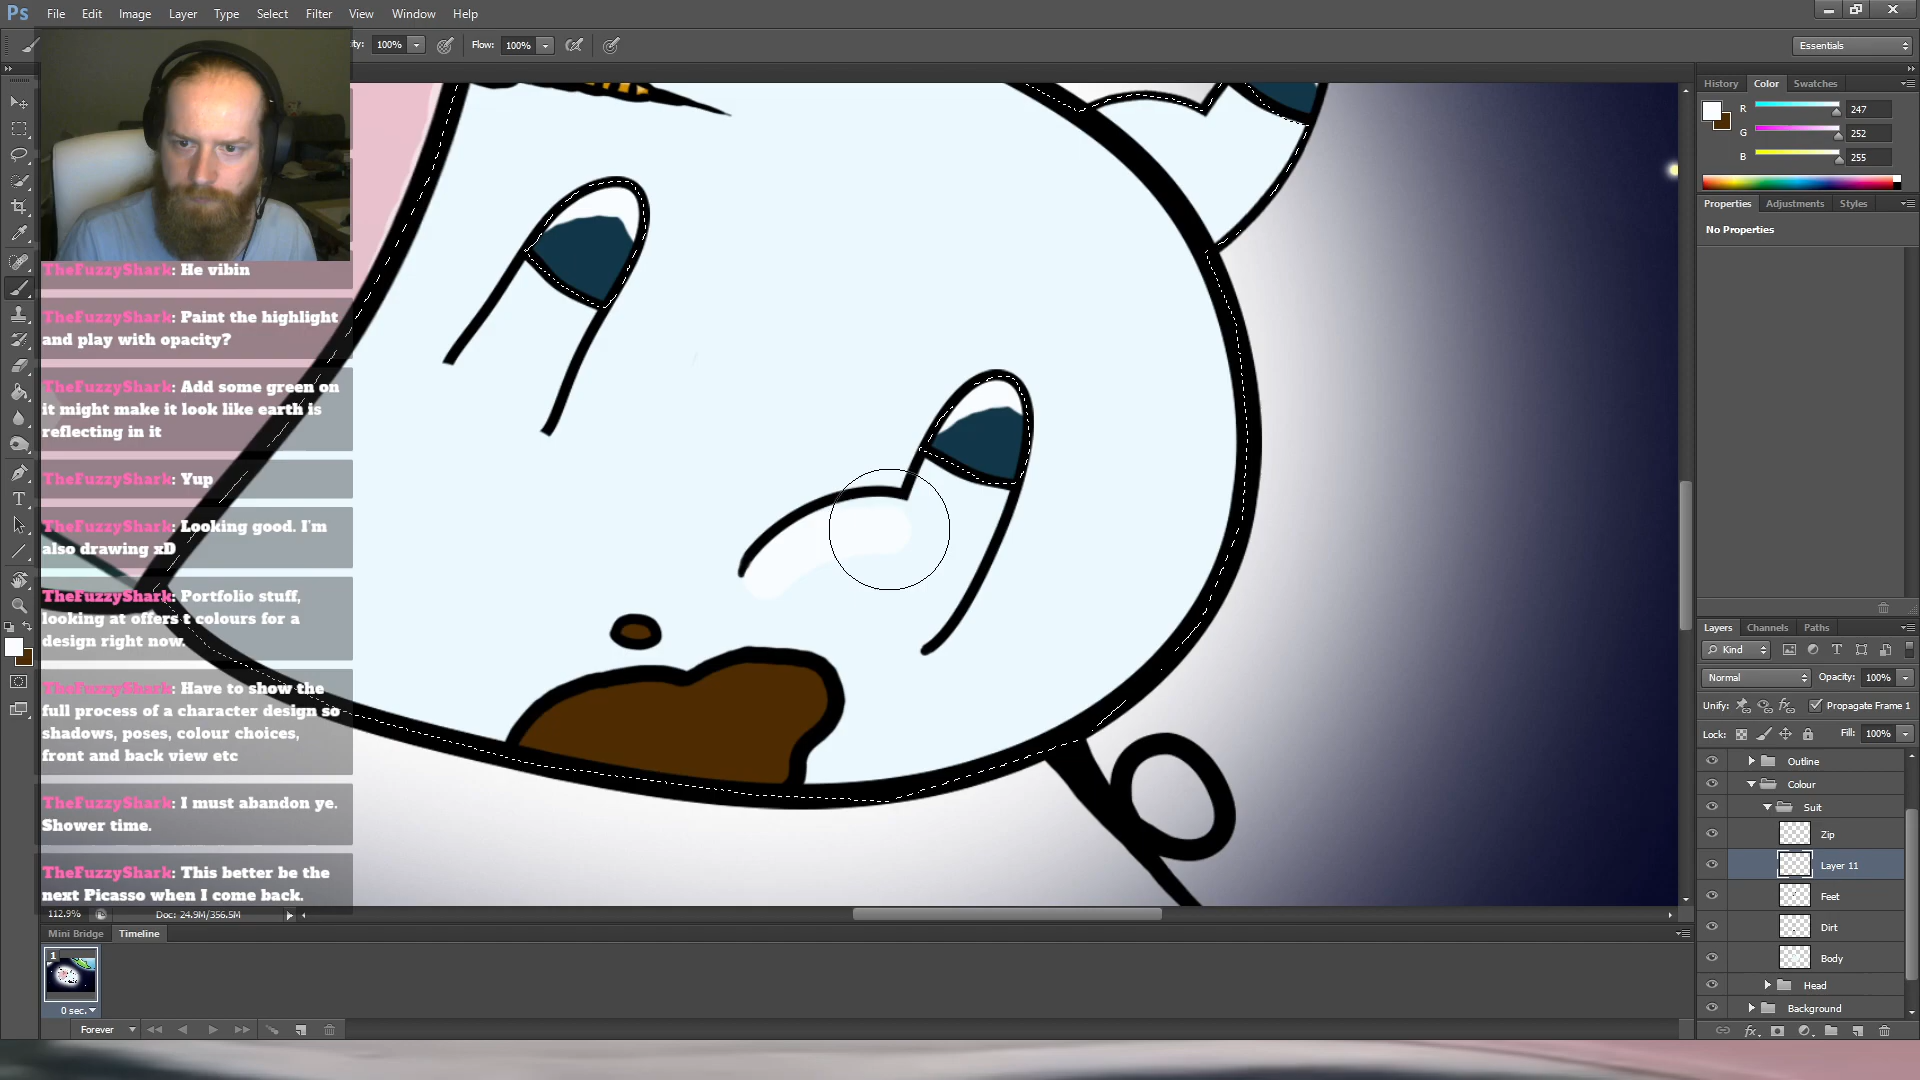 Ps File Edit Image Layer Type Select Filter View Window Help
100% Flow: 100% Essentials
History Color Swatches
R 247
G 252
B 255
Properties Adjustments Styles
No Properties
TheFuzzyShark: He vibin
TheFuzzyShark: Paint the highlight
and play with opacity?
TheFuzzyShark: Add some green on
it might make it look like earth is
reflecting in it
TheFuzzyShark: Yup
TheFuzzyShark: Looking good. I'm
also drawing xD
TheFuzzyShark: Portfolio stuff,
looking at offers t colours for a
design right now.
TheFuzzyShark: Have to show the
full process of a character design so
shadows, poses, colour choices,
front and back view etc
TheFuzzyShark: I must abandon ye.
Shower time.
TheFuzzyShark: This better be the
next Picasso when I come back.
Layers Channels Paths
Kind
Normal Opacity: 100%
Unify: Propagate Frame 1
Lock: Fill: 100%
Outline
Colour
Suit
Zip
Layer 11
Feet
Dirt
Body
Head
Background
112.9% Doc: 24.9M/356.5M
Mini Bridge Timeline
1
0 sec.
Forever